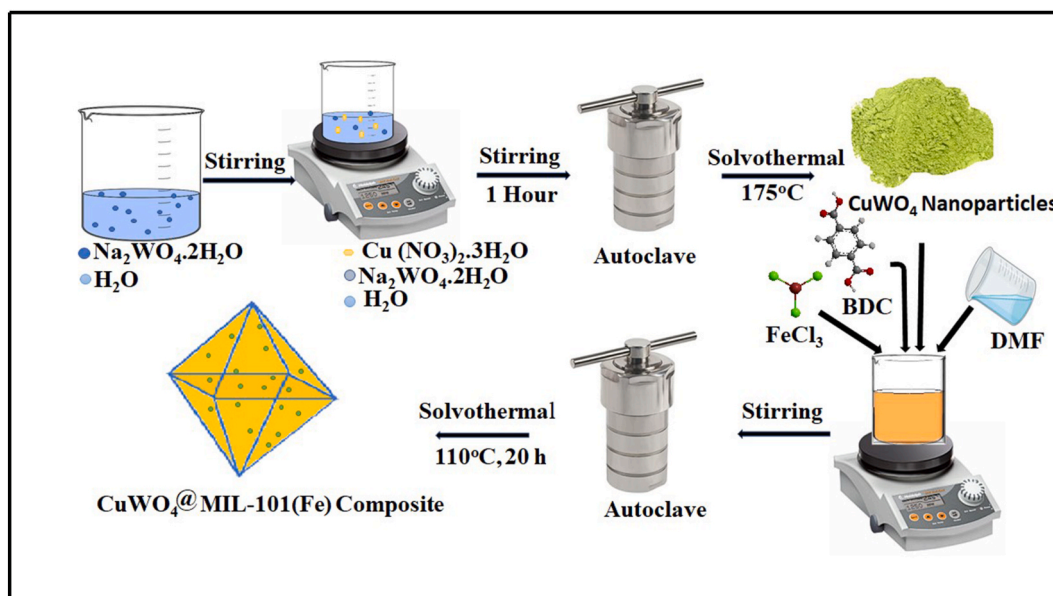 Stirring
Na₂WO₄.2H₂O
H₂O
Cu (NO₃)₂.3H₂O
Na₂WO₄.2H₂O
H₂O
Stirring
1 Hour
Autoclave
Solvothermal
175°C
CuWO₄ Nanoparticles
BDC
FeCl₃
DMF
Stirring
Autoclave
Solvothermal
110°C, 20 h
CuWO₄@MIL-101(Fe) Composite